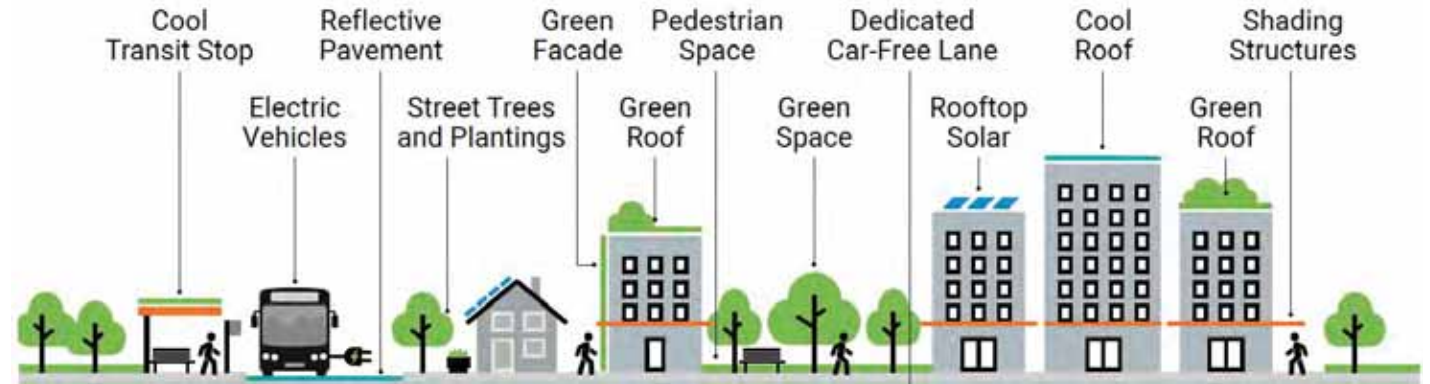 Cool
Transit Stop
Reflective
Pavement
Green
Facade
Pedestrian
Space
Dedicated
Car-Free Lane
Cool
Roof
Shading
Structures
Electric
Vehicles
Street Trees
and Plantings
Green
Roof
Green
Space
Rooftop
Solar
Green
Roof